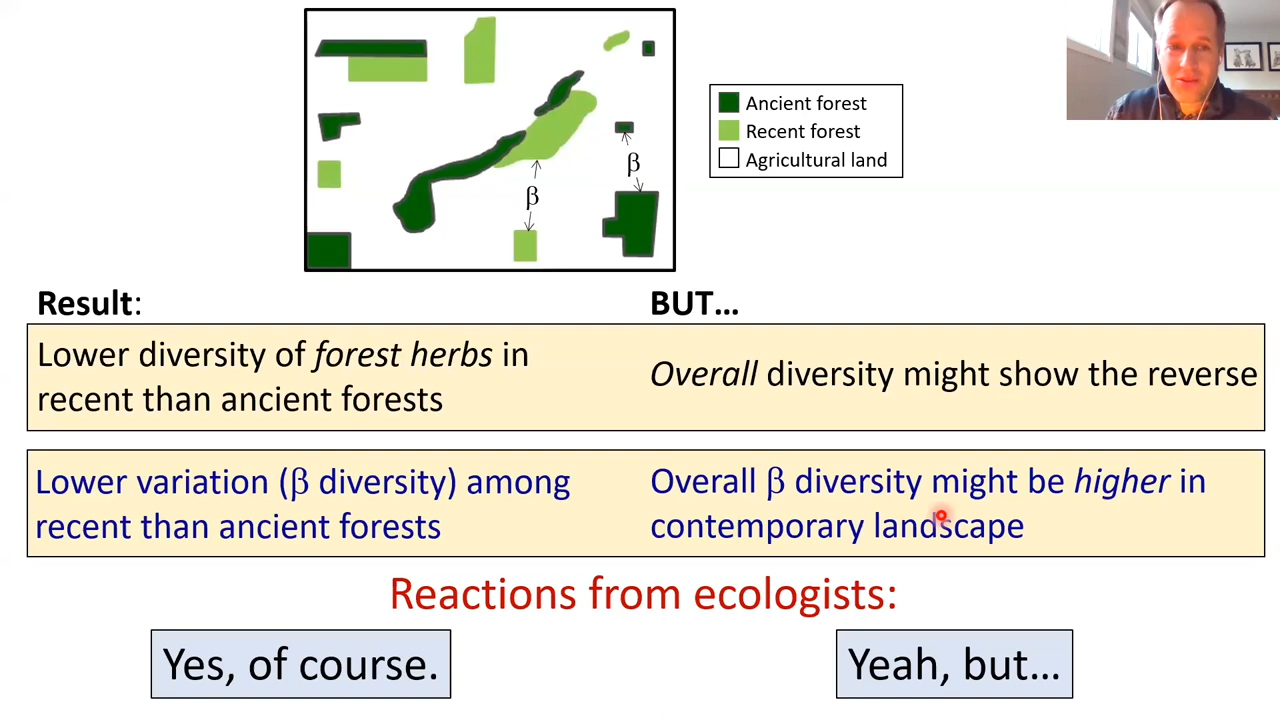 Ancient forest
Recent forest
Agricultural land
β
β
Result:
BUT…
Lower diversity of forest herbs in
recent than ancient forests
Overall diversity might show the reverse
Lower variation (β diversity) among
recent than ancient forests
Overall β diversity might be higher in
contemporary landscape
Reactions from ecologists:
Yes, of course.
Yeah, but…